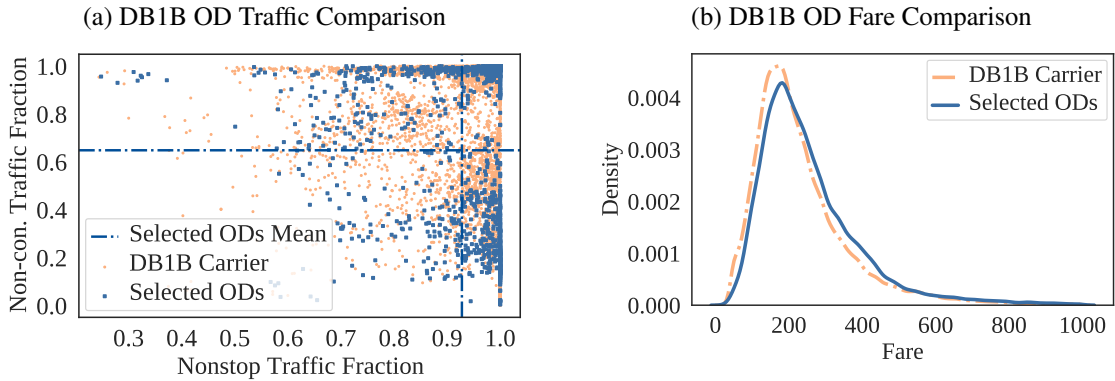 (a) DB1B OD Traffic Comparison
Non-con. Traffic Fraction
1.0
0.8
0.6
0.4
0.2
0.0
Selected ODs Mean
DB1B Carrier
Selected ODs
0.3 0.4 0.5 0.6 0.7 0.8 0.9 1.0
Nonstop Traffic Fraction
(b) DB1B OD Fare Comparison
Density
0.004
0.003
0.002
0.001
0.000
DB1B Carrier
Selected ODs
0 200 400 600 800 1000
Fare